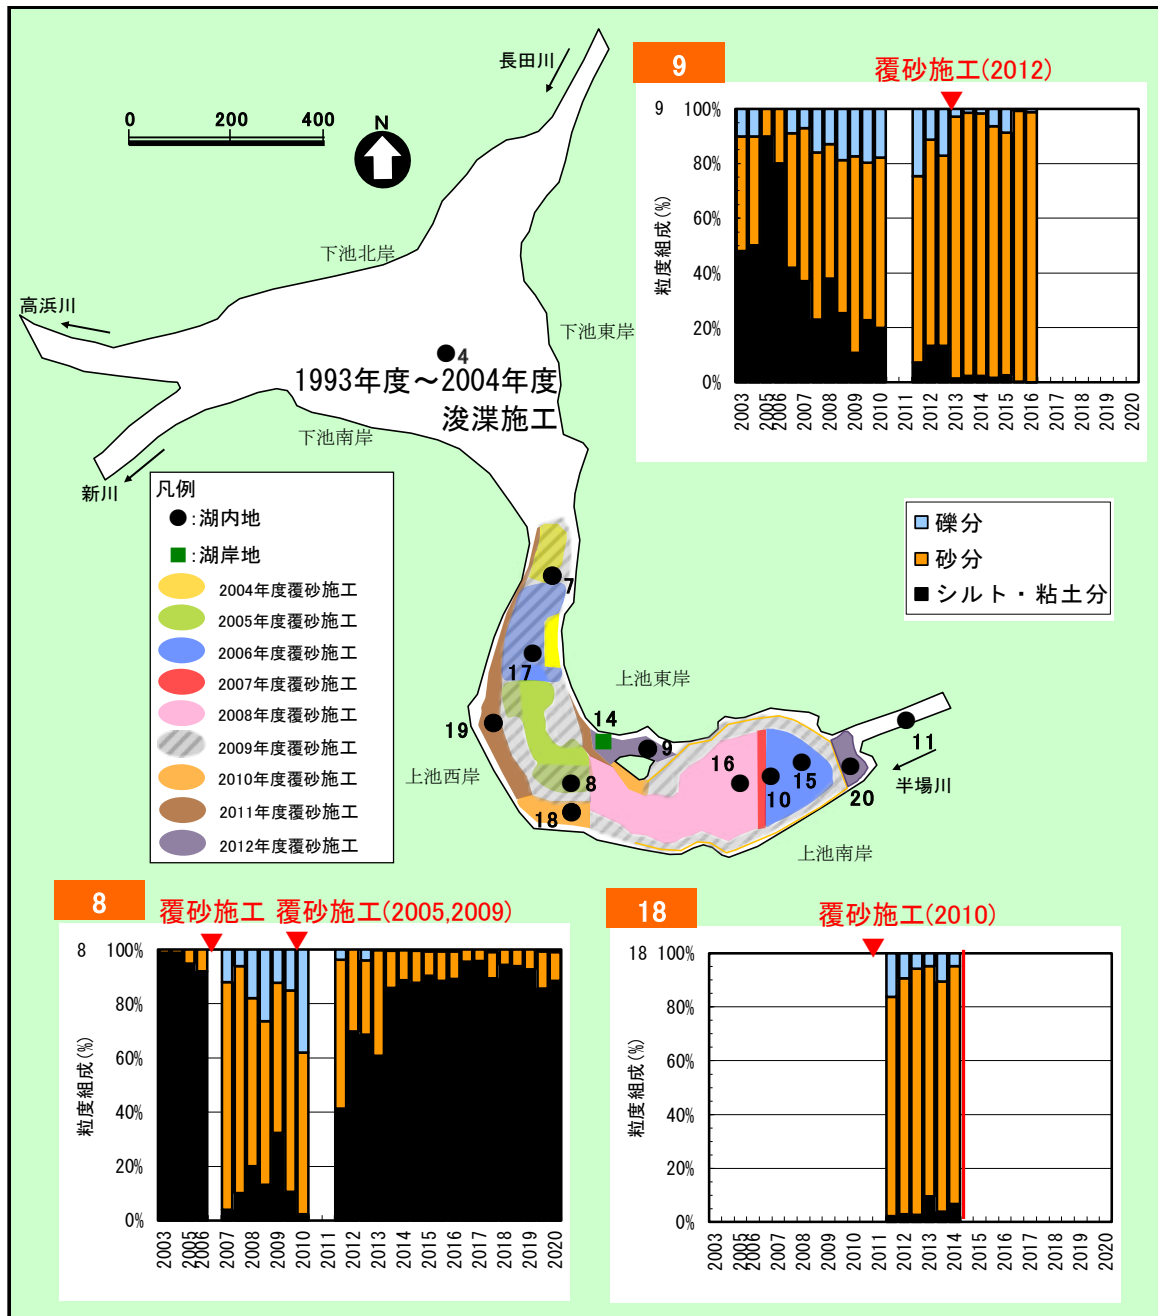 長田川
0 200 400
N
下池北岸
高浜川
下池東岸
4
1993年度～2004年度
浚渫施工
下池南岸
新川
9
覆砂施工(2012)
9
粒度組成(%)
100%
80%
60%
40%
20%
0%
2003 2005 2006 2007 2008 2009 2010 2011 2012 2013 2014 2015 2016 2017 2018 2019 2020
礫分
砂分
シルト・粘土分
凡例
:湖内地
:湖岸地
2004年度覆砂施工
2005年度覆砂施工
2006年度覆砂施工
2007年度覆砂施工
2008年度覆砂施工
2009年度覆砂施工
2010年度覆砂施工
2011年度覆砂施工
2012年度覆砂施工
7
17
上池東岸
19
14
9
11
16
上池西岸
8
10
15
20
半場川
18
上池南岸
8
覆砂施工 覆砂施工(2005,2009)
8
粒度組成(%)
100%
80%
60%
40%
20%
0%
2003 2005 2006 2007 2008 2009 2010 2011 2012 2013 2014 2015 2016 2017 2018 2019 2020
18
覆砂施工(2010)
18
粒度組成(%)
100%
80%
60%
40%
20%
0%
2003 2005 2006 2007 2008 2009 2010 2011 2012 2013 2014 2015 2016 2017 2018 2019 2020